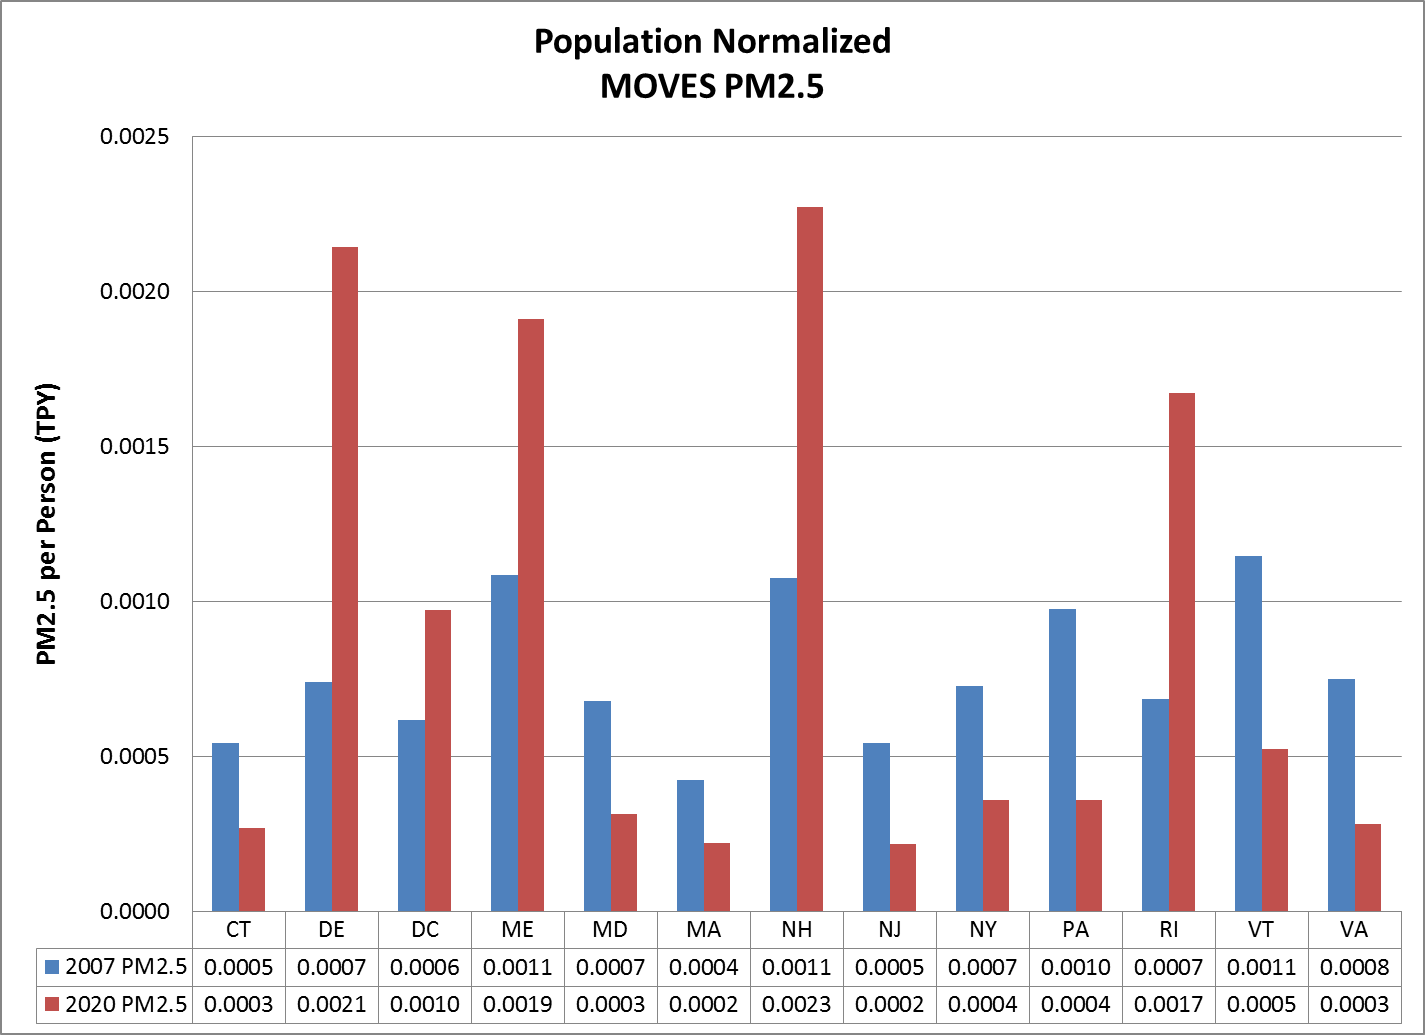 Population Normalized
MOVES PM2.5
PM2.5 per Person (TPY)
0.0025
0.0020
0.0015
0.0010
0.0005
0.0000
CT DE DC ME MD MA NH NJ NY PA RI VT VA
2007 PM2.5 0.0005 0.0007 0.0006 0.0011 0.0007 0.0004 0.0011 0.0005 0.0007 0.0010 0.0007 0.0011 0.0008
2020 PM2.5 0.0003 0.0021 0.0010 0.0019 0.0003 0.0002 0.0023 0.0002 0.0004 0.0004 0.0017 0.0005 0.0003